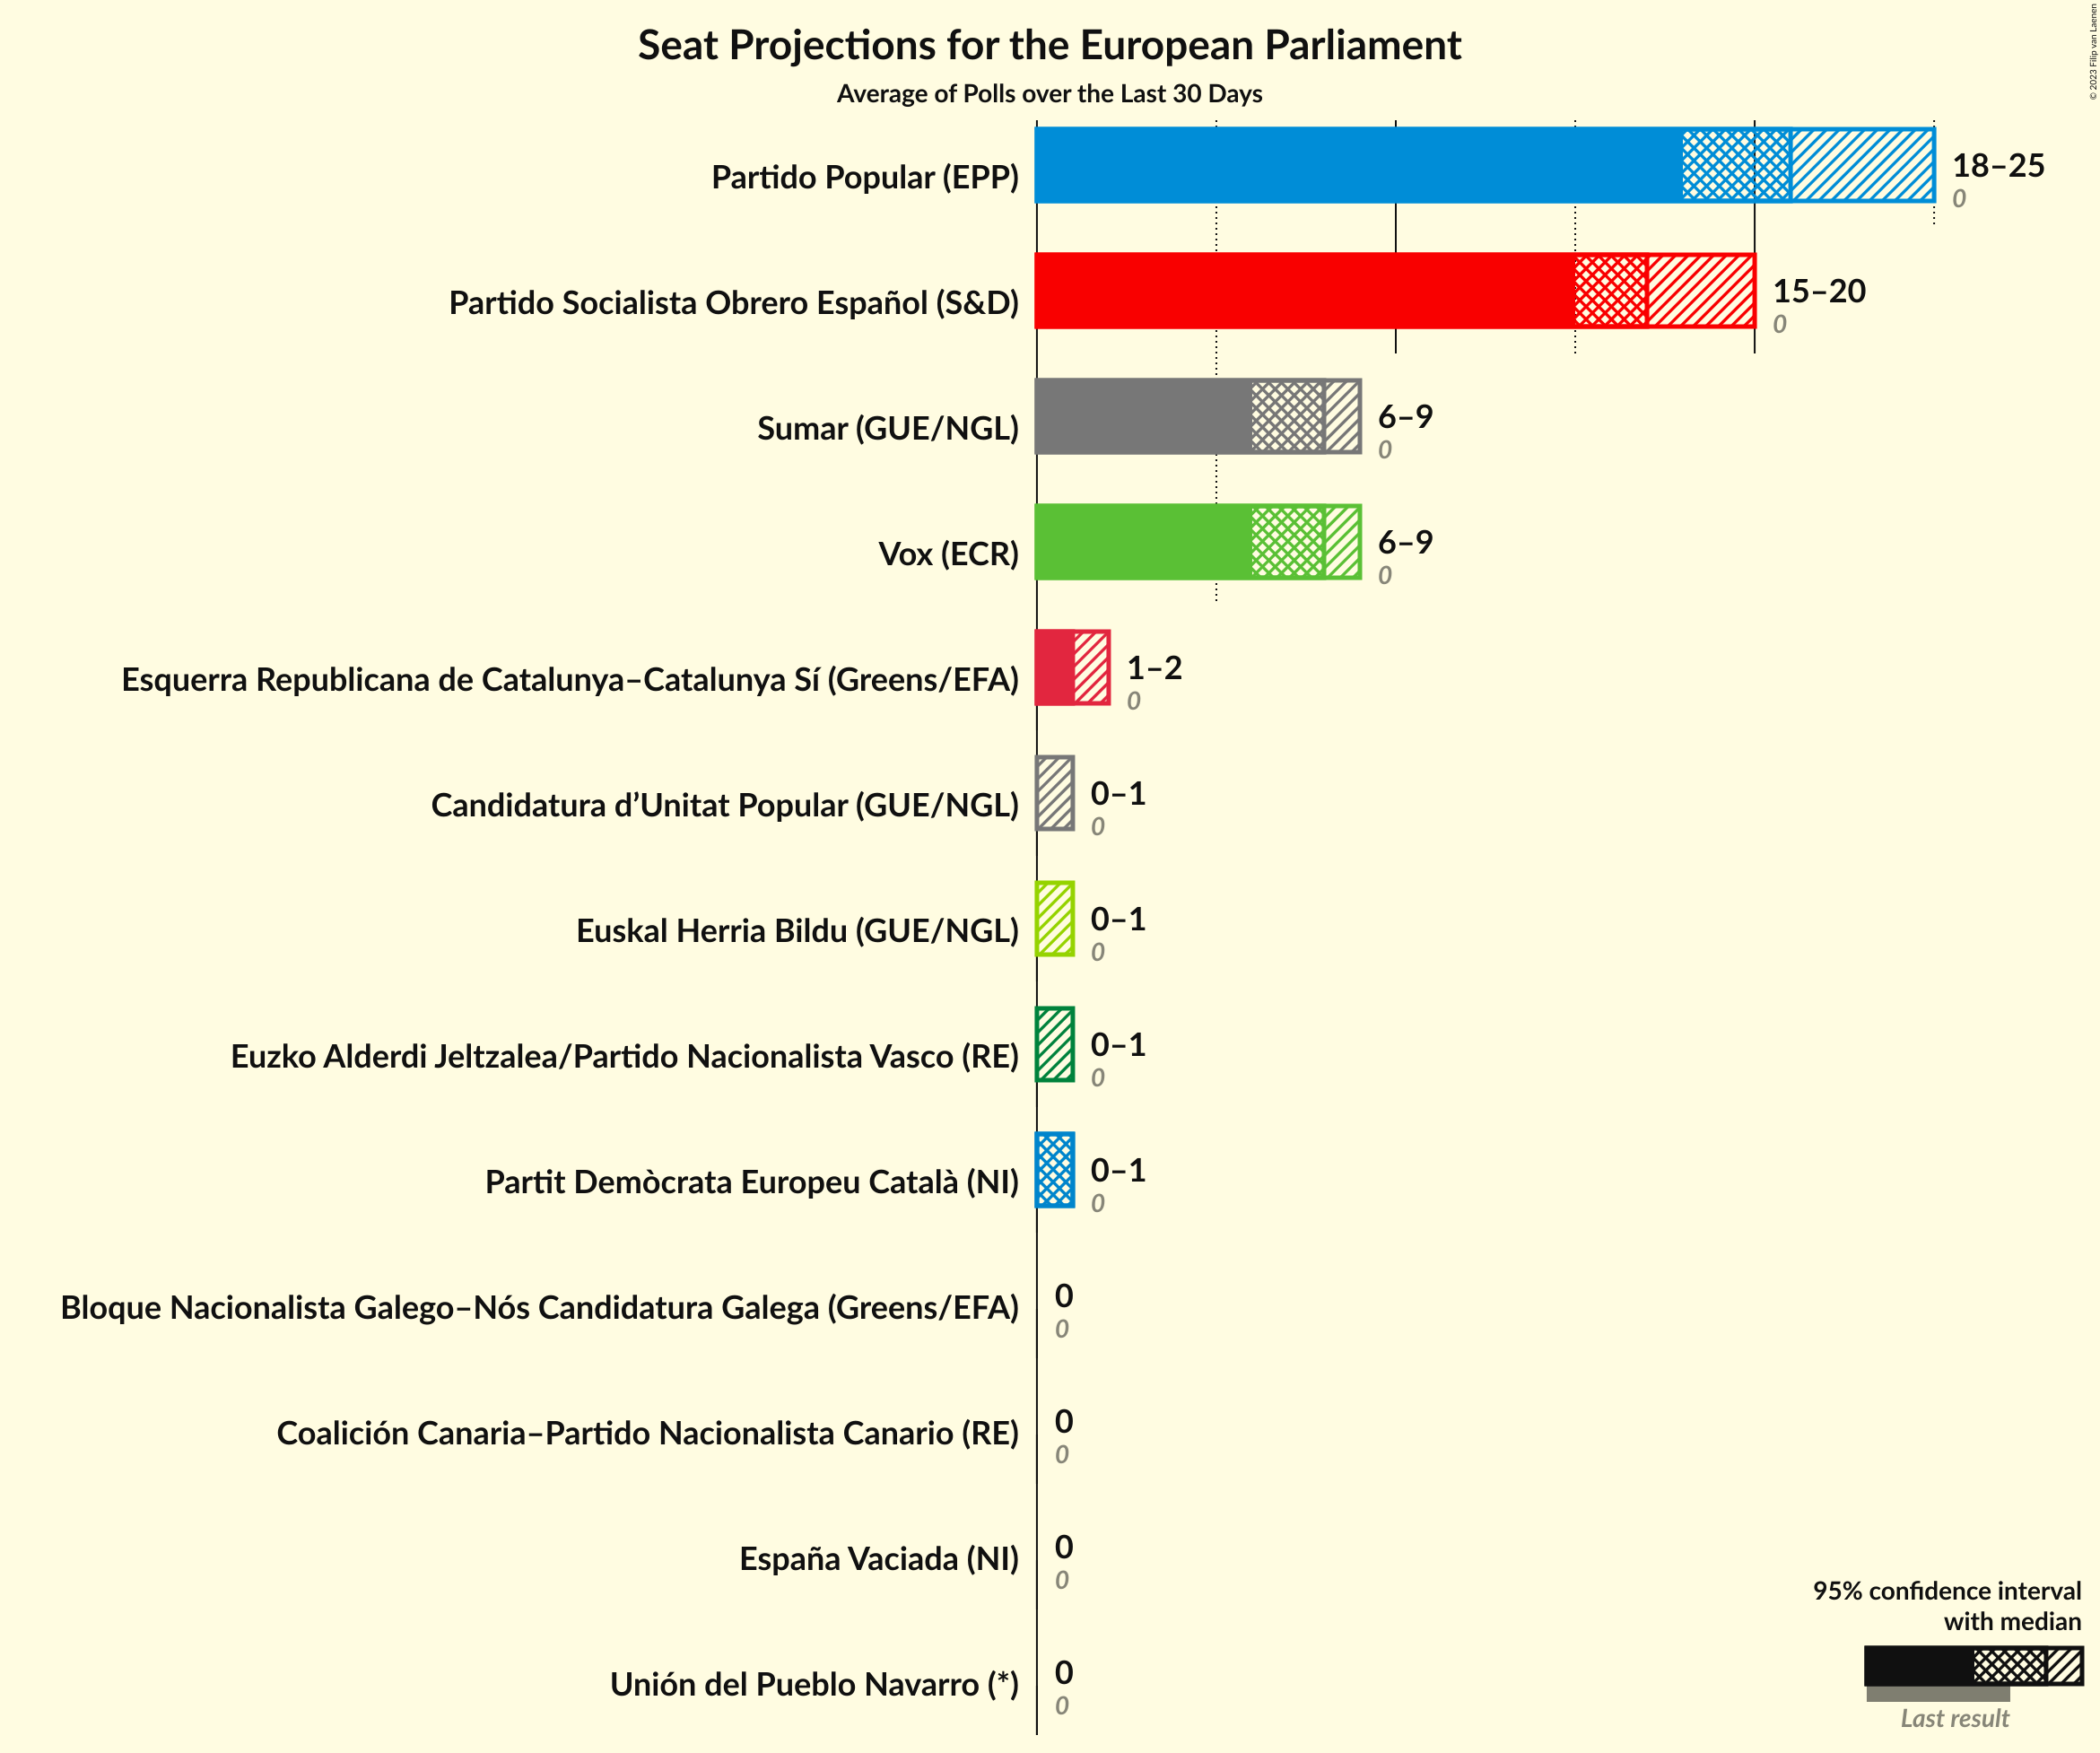 Seat Projections for the European Parliament
Average of Polls over the Last 30 Days
© 2023 Filip van Laenen
Partido Popular (EPP)
18–25
0
Partido Socialista Obrero Español (S&D)
15–20
0
Sumar (GUE/NGL)
6–9
0
Vox (ECR)
6–9
0
Esquerra Republicana de Catalunya–Catalunya Sí (Greens/EFA)
1–2
0
Candidatura d’Unitat Popular (GUE/NGL)
0–1
0
Euskal Herria Bildu (GUE/NGL)
0–1
0
Euzko Alderdi Jeltzalea/Partido Nacionalista Vasco (RE)
0–1
0
Partit Demòcrata Europeu Català (NI)
0–1
0
Bloque Nacionalista Galego–Nós Candidatura Galega (Greens/EFA)
0
0
Coalición Canaria–Partido Nacionalista Canario (RE)
0
0
España Vaciada (NI)
0
0
Unión del Pueblo Navarro (*)
0
0
95% confidence interval
with median
Last result